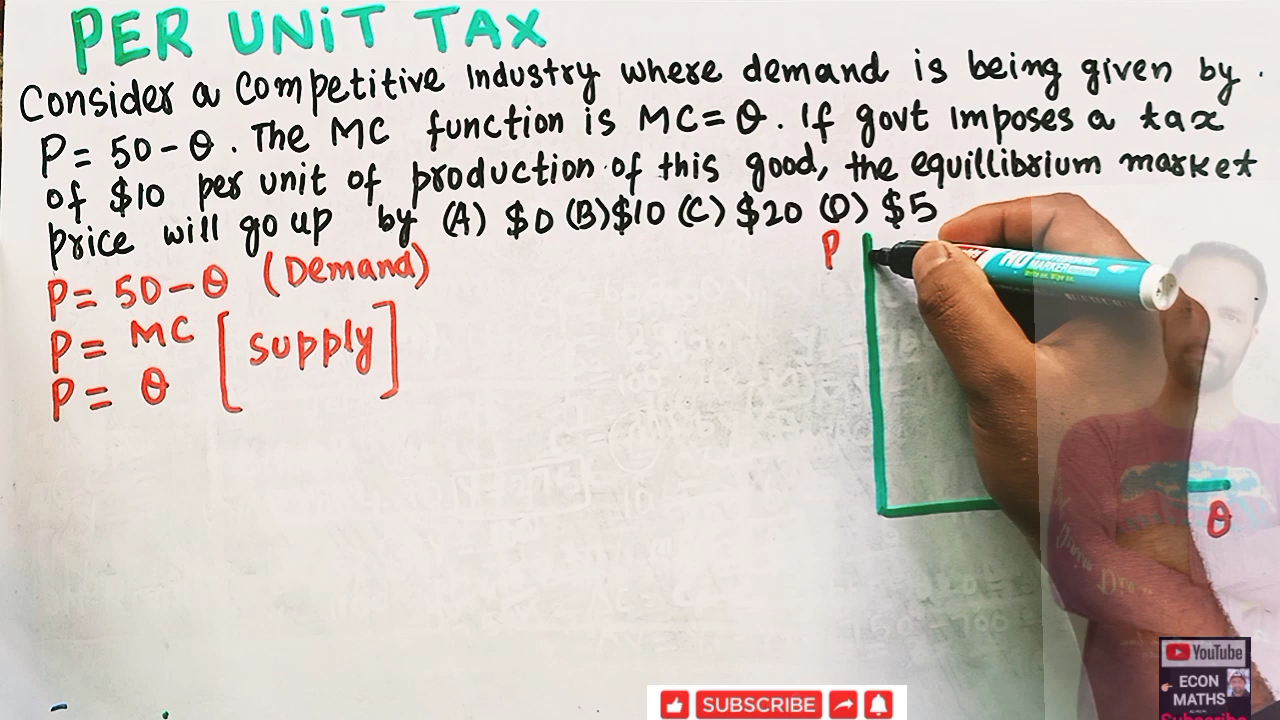 PER UNIT TAX
Consider a competitive industry where demand is being given by.
P = 50 - Q. The MC function is MC = Q. If govt imposes a tax
of $10 per unit of production of this good, the equillibrium market
price will go up by (A) $0 (B) $10 (C) $20 (D) $5
P = 50 - Q (Demand)
P = MC
P = Q [supply]
P
Q
SUBSCRIBE
YouTube
ECON
MATHS
Subscribe